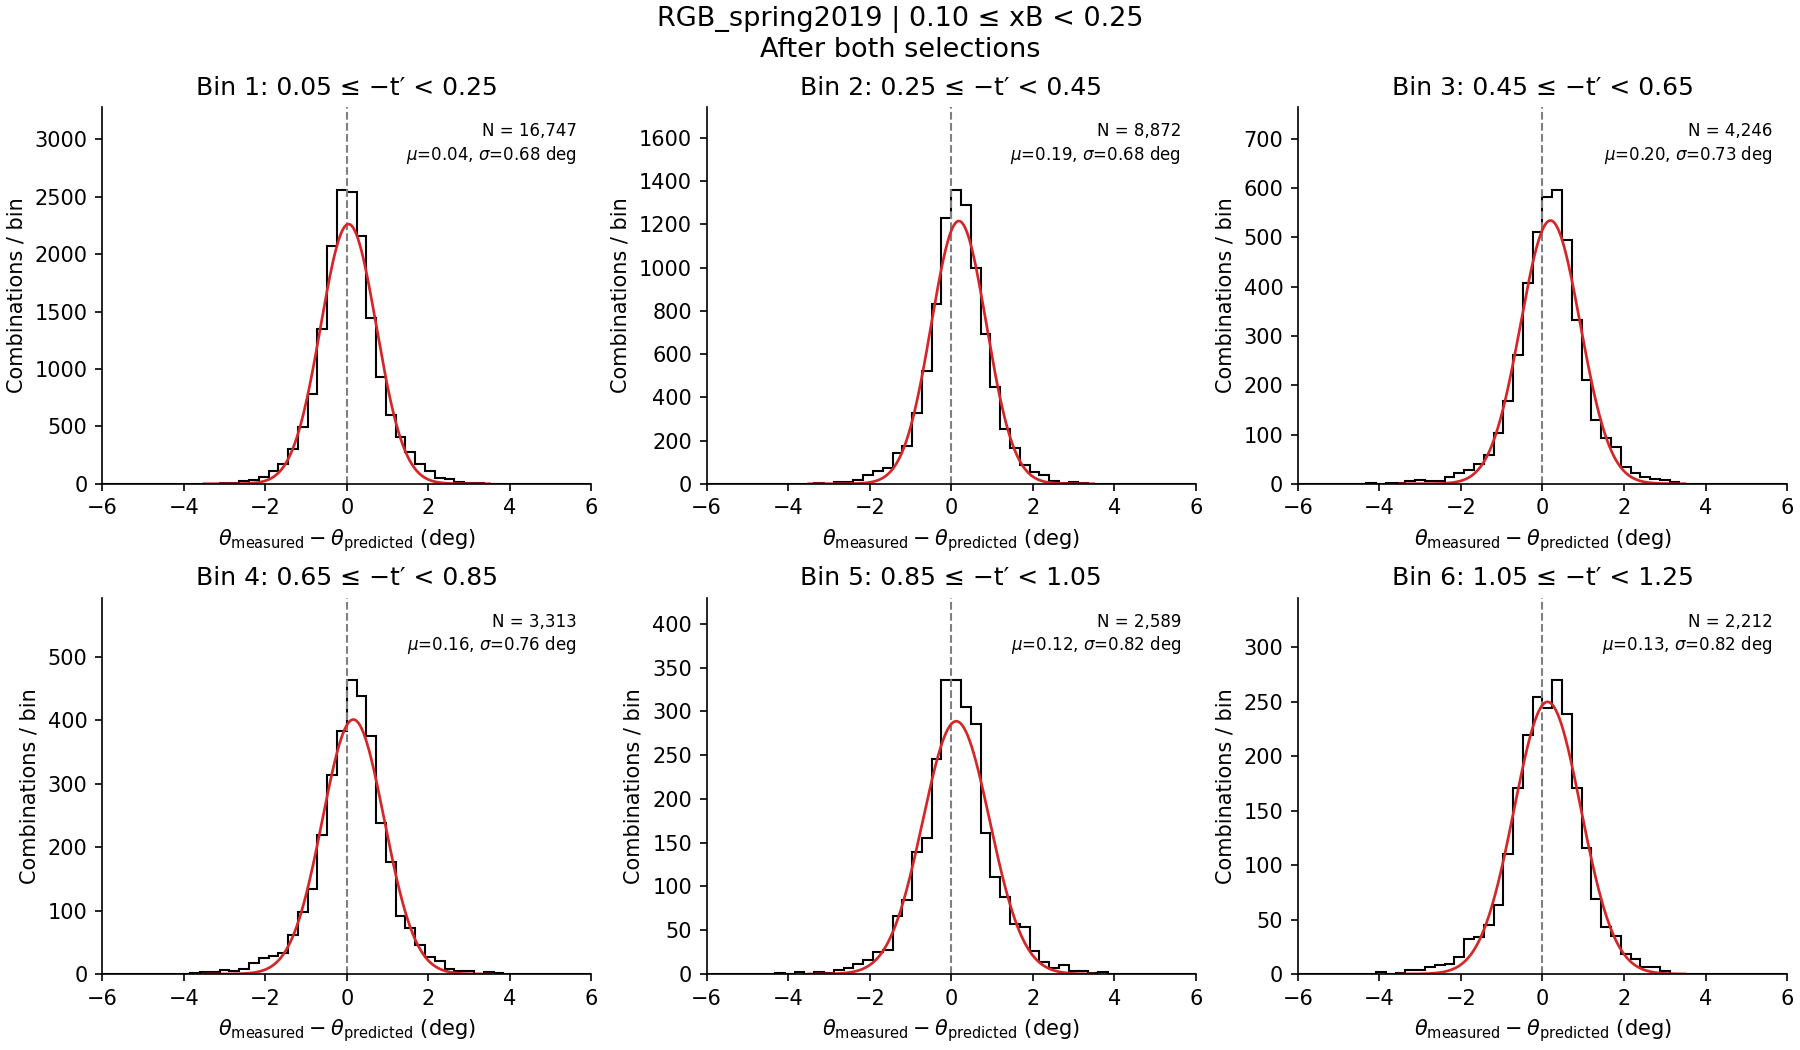 RGB_spring2019 | 0.10 ≤ xB < 0.25
After both selections
Bin 1: 0.05 ≤ −t′ < 0.25
N = 16,747
μ=0.04, σ=0.68 deg
Combinations / bin
3000
2500
2000
1500
1000
500
0
−6 −4 −2 0 2 4 6
θmeasured − θpredicted (deg)
Bin 2: 0.25 ≤ −t′ < 0.45
N = 8,872
μ=0.19, σ=0.68 deg
Combinations / bin
1600
1400
1200
1000
800
600
400
200
0
−6 −4 −2 0 2 4 6
θmeasured − θpredicted (deg)
Bin 3: 0.45 ≤ −t′ < 0.65
N = 4,246
μ=0.20, σ=0.73 deg
Combinations / bin
700
600
500
400
300
200
100
0
−6 −4 −2 0 2 4 6
θmeasured − θpredicted (deg)
Bin 4: 0.65 ≤ −t′ < 0.85
N = 3,313
μ=0.16, σ=0.76 deg
Combinations / bin
500
400
300
200
100
0
−6 −4 −2 0 2 4 6
θmeasured − θpredicted (deg)
Bin 5: 0.85 ≤ −t′ < 1.05
N = 2,589
μ=0.12, σ=0.82 deg
Combinations / bin
400
350
300
250
200
150
100
50
0
−6 −4 −2 0 2 4 6
θmeasured − θpredicted (deg)
Bin 6: 1.05 ≤ −t′ < 1.25
N = 2,212
μ=0.13, σ=0.82 deg
Combinations / bin
300
250
200
150
100
50
0
−6 −4 −2 0 2 4 6
θmeasured − θpredicted (deg)